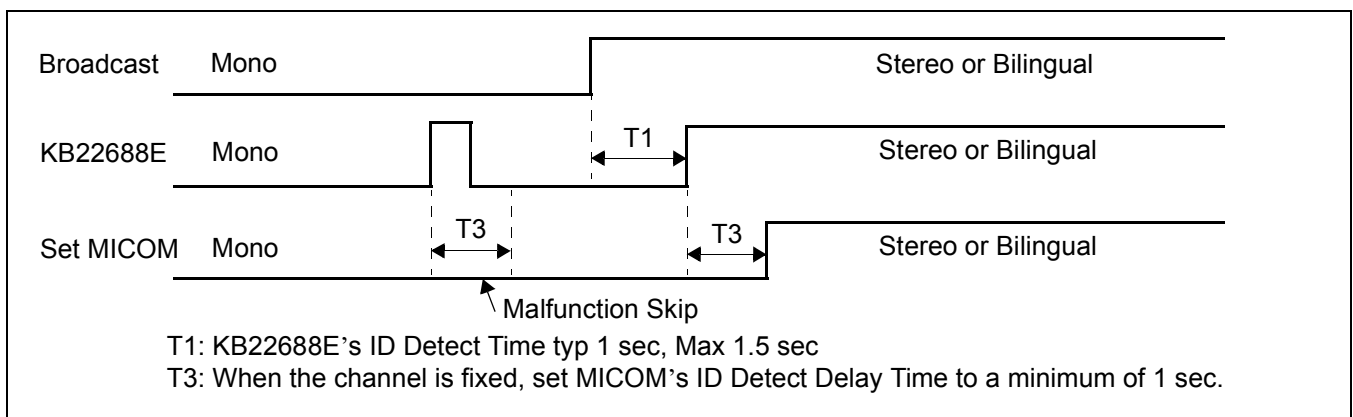 Broadcast Mono Stereo or Bilingual
T1
KB22688E Mono Stereo or Bilingual
T3 T3
Set MICOM Mono Stereo or Bilingual
Malfunction Skip
T1: KB22688E’s ID Detect Time typ 1 sec, Max 1.5 sec
T3: When the channel is fixed, set MICOM’s ID Detect Delay Time to a minimum of 1 sec.